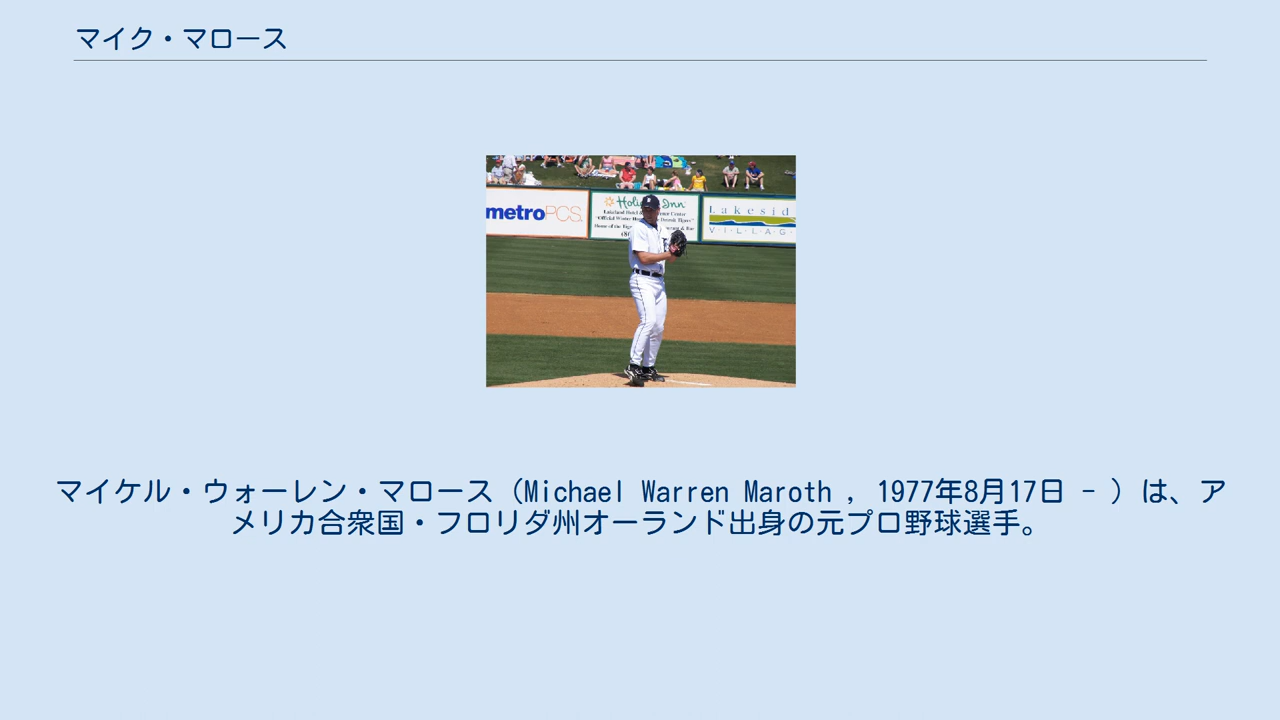 マイク・マロース
metroPCS.
Holiday Inn
Lakeside
VILLAGE
マイケル・ウォーレン・マロース（Michael Warren Maroth , 1977年8月17日 - ）は、ア
メリカ合衆国・フロリダ州オーランド出身の元プロ野球選手。